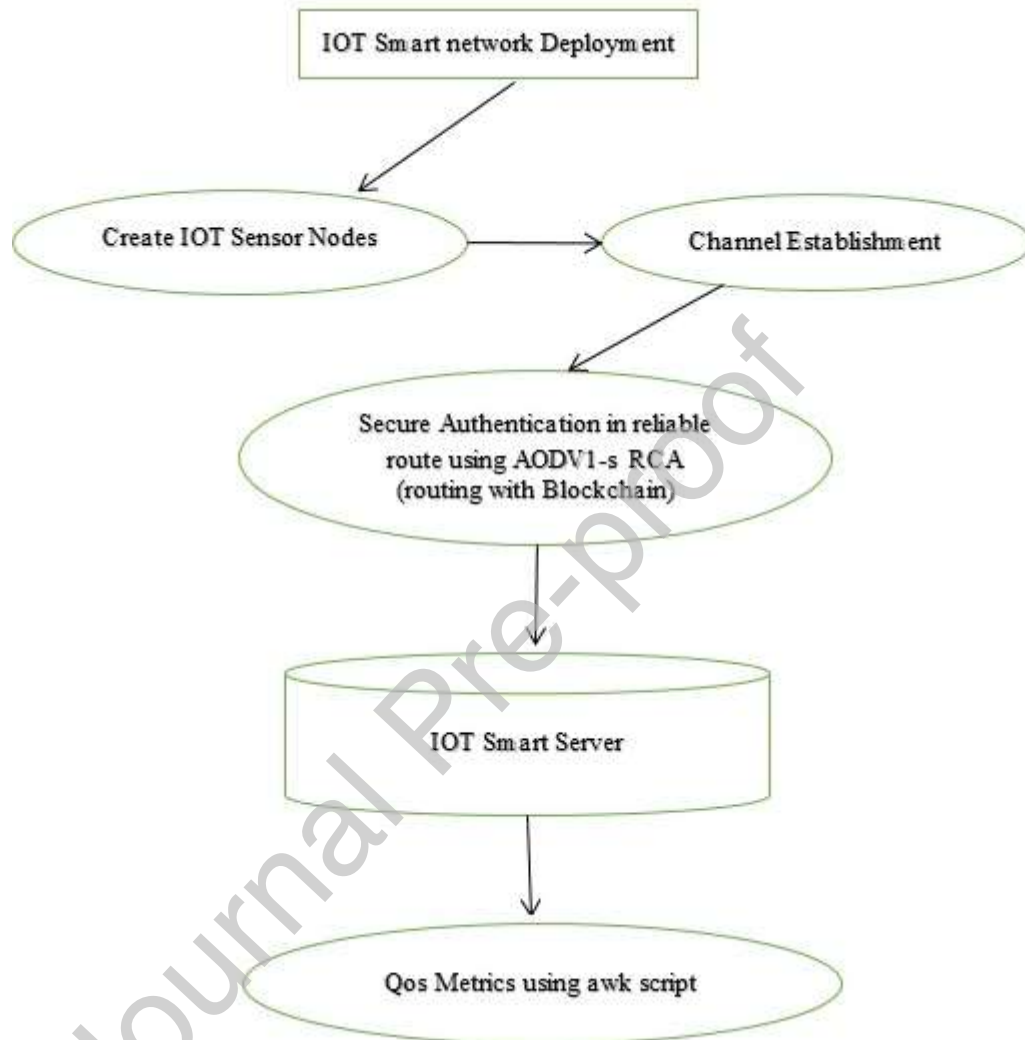 IOT Smart network Deployment
Create IOT Sensor Nodes
Channel Establishment
Secure Authentication in reliable
route using AODV1-s RCA
(routing with Blockchain)
IOT Smart Server
Qos Metrics using awk script
Journal Pre-proof